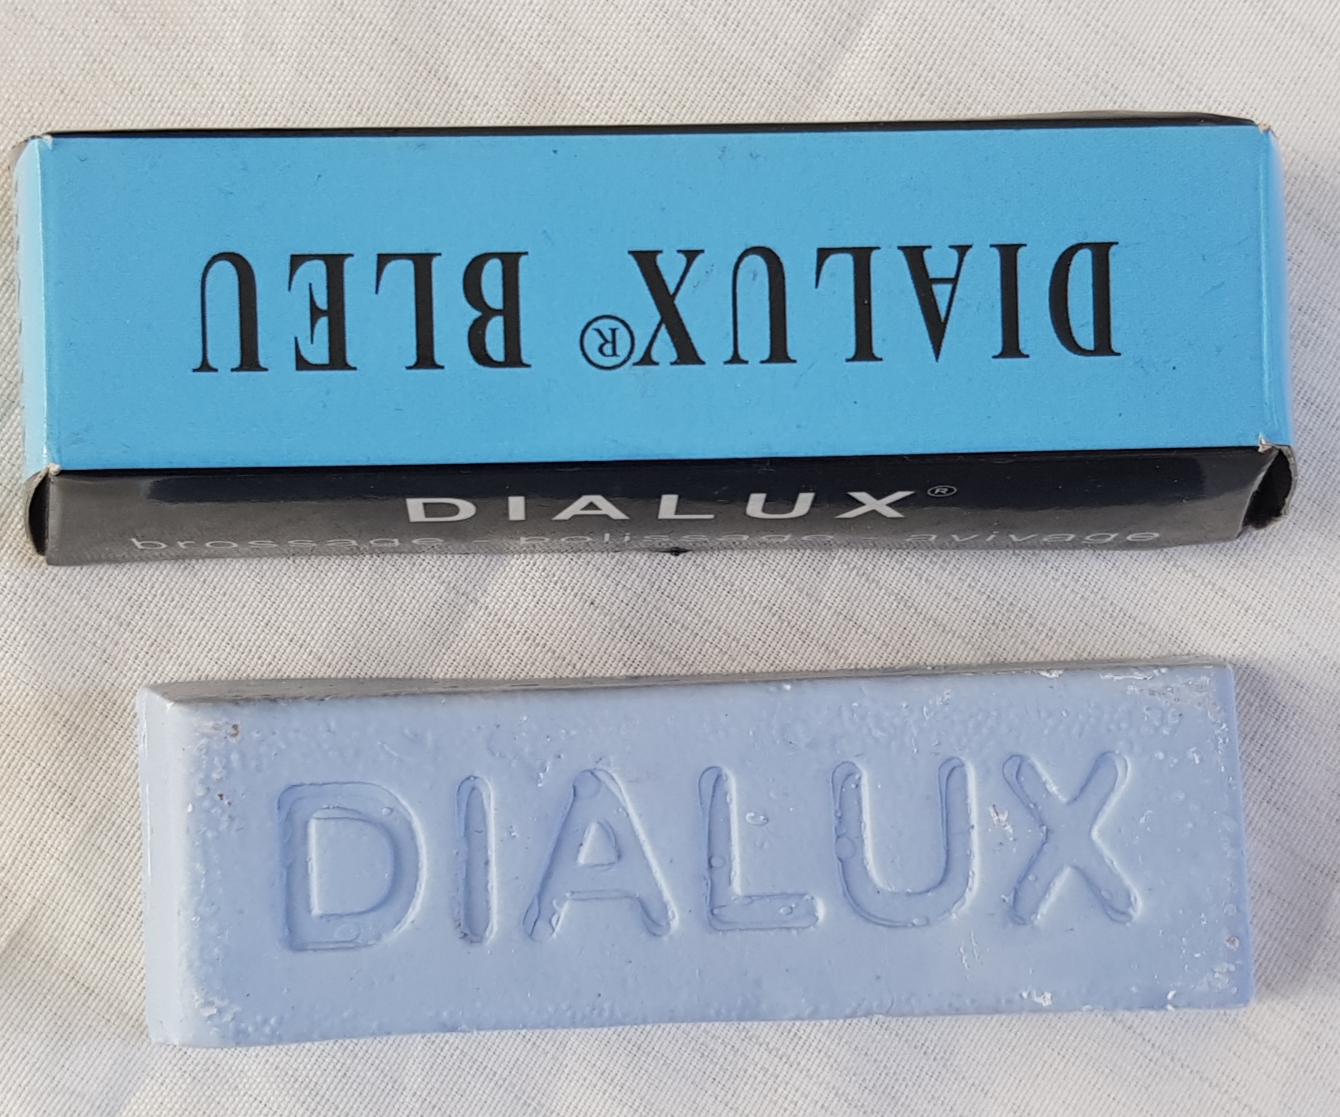 DIALUX® BLEU
DIALUX®
brossage - polissage - avivage
DIALUX